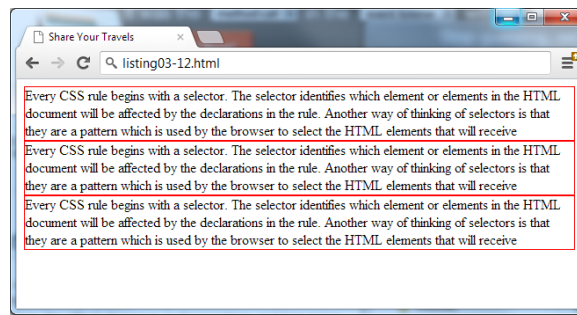 Share Your Travels
listing03-12.html
Every CSS rule begins with a selector. The selector identifies which element or elements in the HTML
document will be affected by the declarations in the rule. Another way of thinking of selectors is that
they are a pattern which is used by the browser to select the HTML elements that will receive
Every CSS rule begins with a selector. The selector identifies which element or elements in the HTML
document will be affected by the declarations in the rule. Another way of thinking of selectors is that
they are a pattern which is used by the browser to select the HTML elements that will receive
Every CSS rule begins with a selector. The selector identifies which element or elements in the HTML
document will be affected by the declarations in the rule. Another way of thinking of selectors is that
they are a pattern which is used by the browser to select the HTML elements that will receive